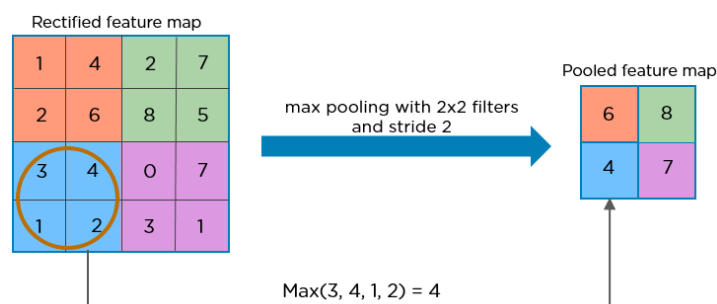 Rectified feature map
1 4 2 7
2 6 8 5
3 4 0 7
1 2 3 1
max pooling with 2x2 filters
and stride 2
Pooled feature map
6 8
4 7
Max(3, 4, 1, 2) = 4